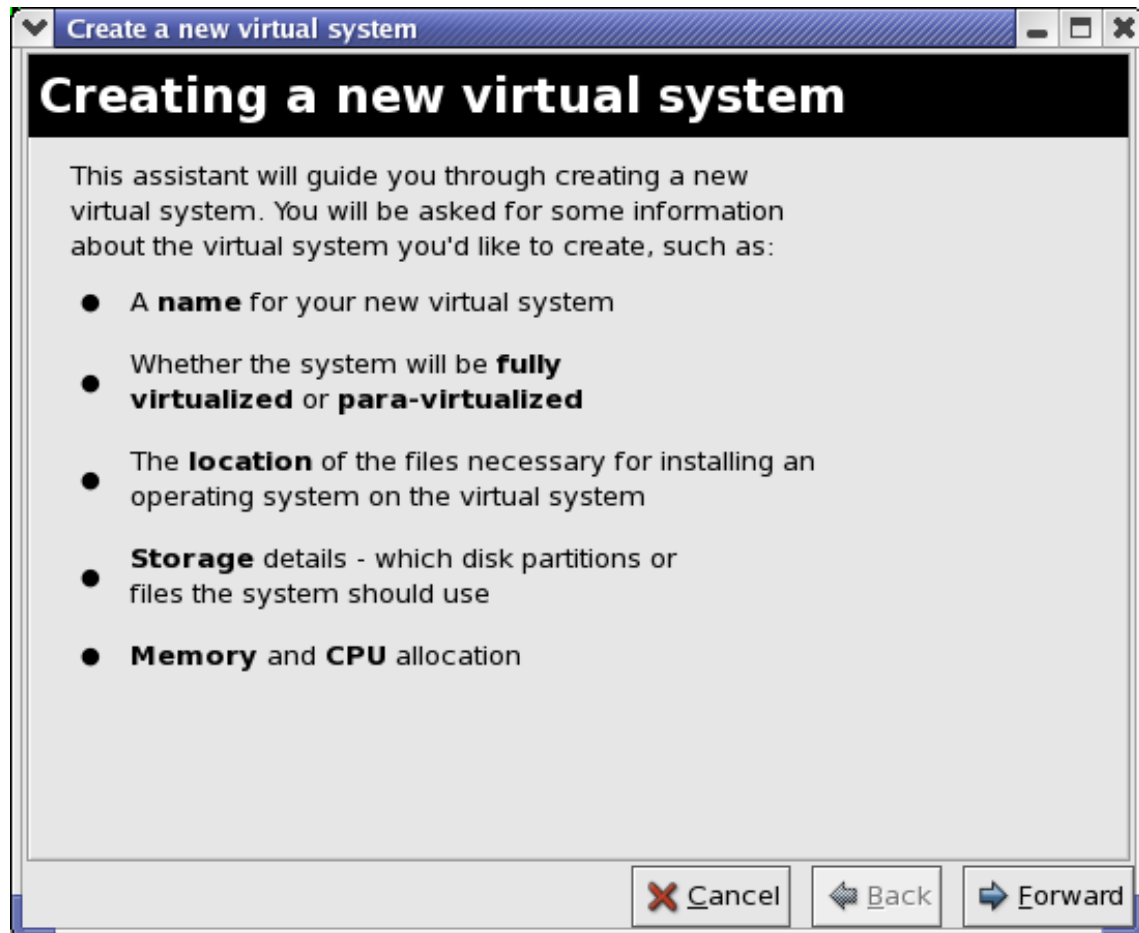 Create a new virtual system
Creating a new virtual system
This assistant will guide you through creating a new
virtual system. You will be asked for some information
about the virtual system you'd like to create, such as:
● A name for your new virtual system
● Whether the system will be fully
virtualized or para-virtualized
● The location of the files necessary for installing an
operating system on the virtual system
● Storage details - which disk partitions or
files the system should use
● Memory and CPU allocation
Cancel Back Forward